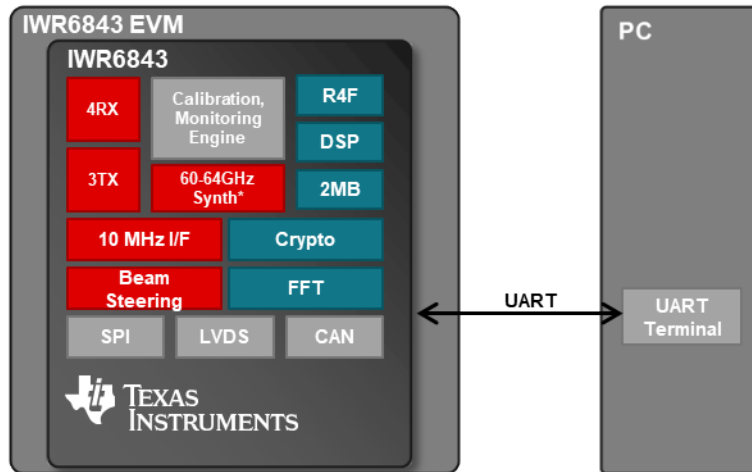 IWR6843 EVM
IWR6843
4RX
Calibration,
Monitoring
Engine
R4F
DSP
3TX
60-64GHz
Synth*
2MB
10 MHz I/F
Crypto
Beam
Steering
FFT
SPI
LVDS
CAN
TEXAS
INSTRUMENTS
UART
PC
UART
Terminal